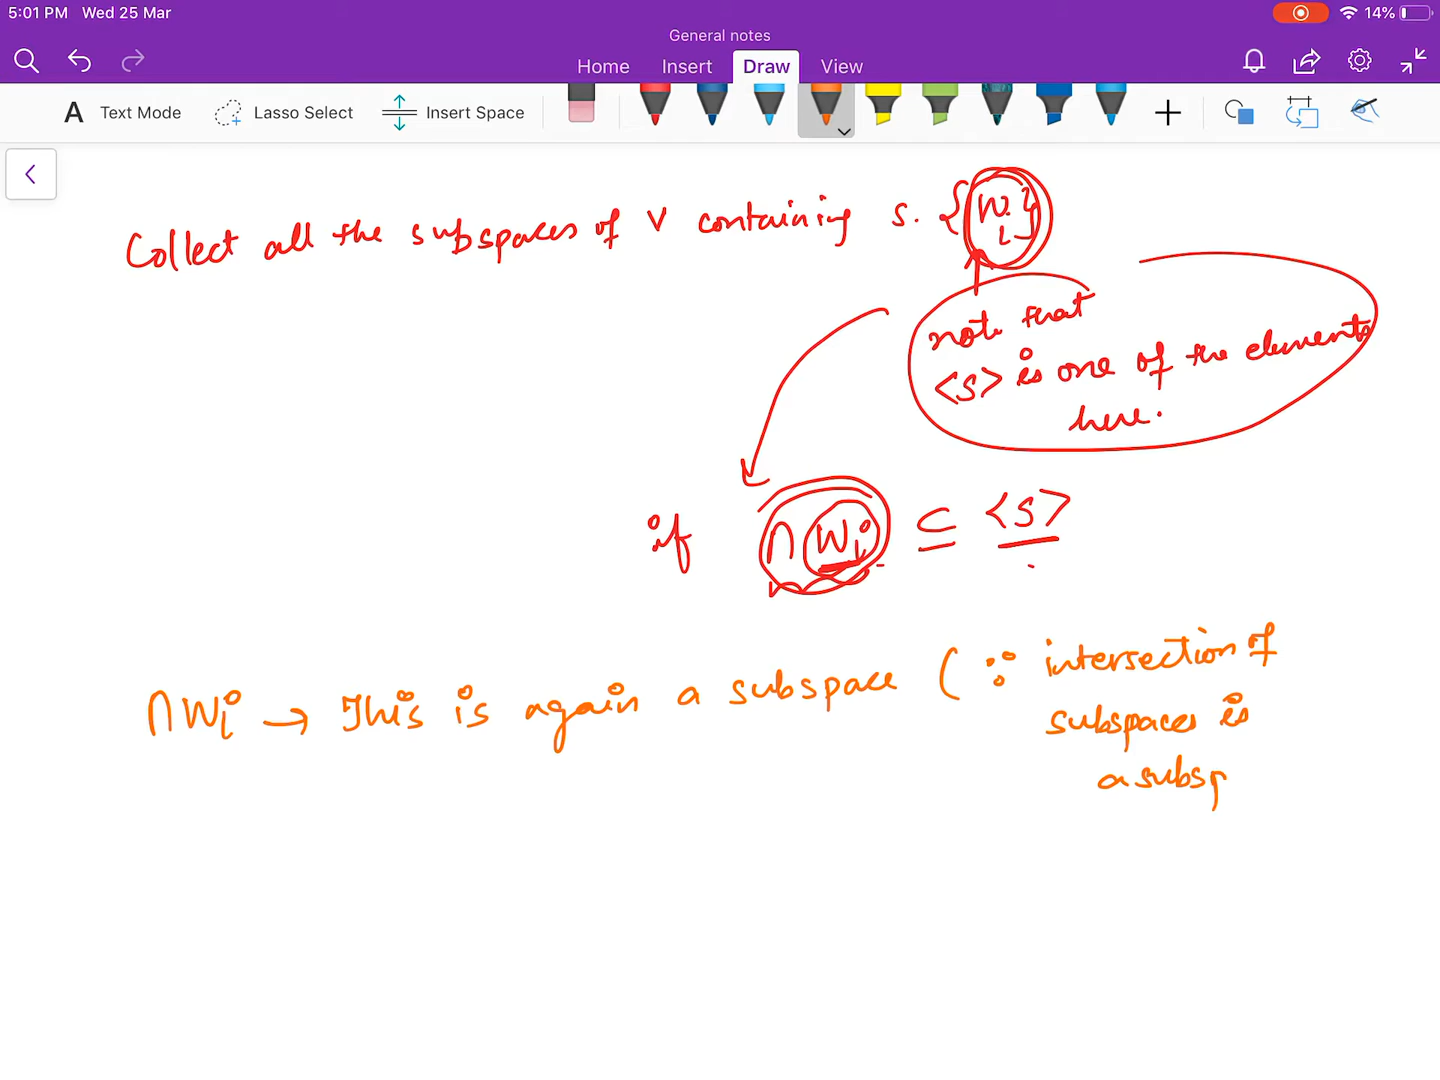 5:01 PM Wed 25 Mar
14%
General notes
Home Insert Draw View
A Text Mode Lasso Select Insert Space
Collect all the subspaces of V containing S. {Wi}
note that
<S> is one of the elements
here.
if ∩Wi ⊆ <S>
∩Wi → This is again a subspace (∵ intersection of
subspaces is
a subsp